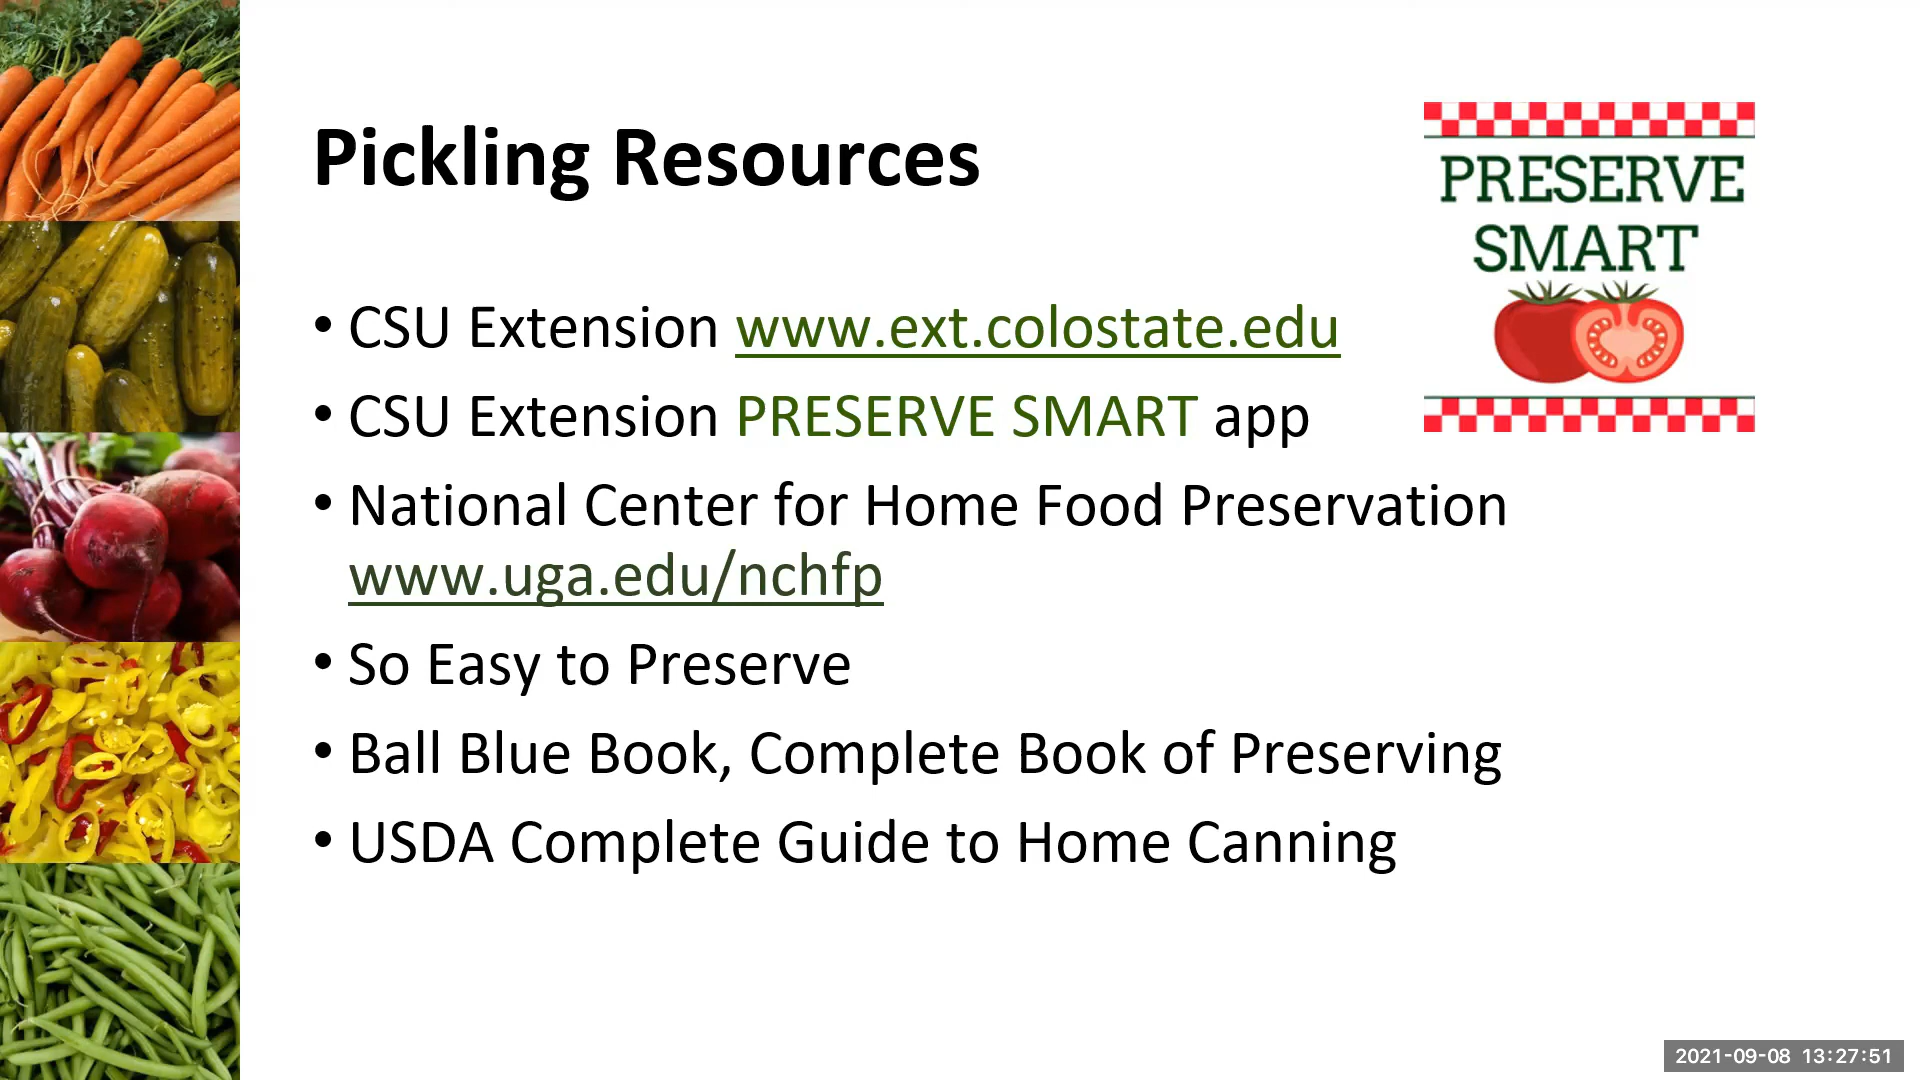 Pickling Resources
PRESERVE
SMART
• CSU Extension www.ext.colostate.edu
• CSU Extension PRESERVE SMART app
• National Center for Home Food Preservation
www.uga.edu/nchfp
• So Easy to Preserve
• Ball Blue Book, Complete Book of Preserving
• USDA Complete Guide to Home Canning
2021-09-08 13:27:51